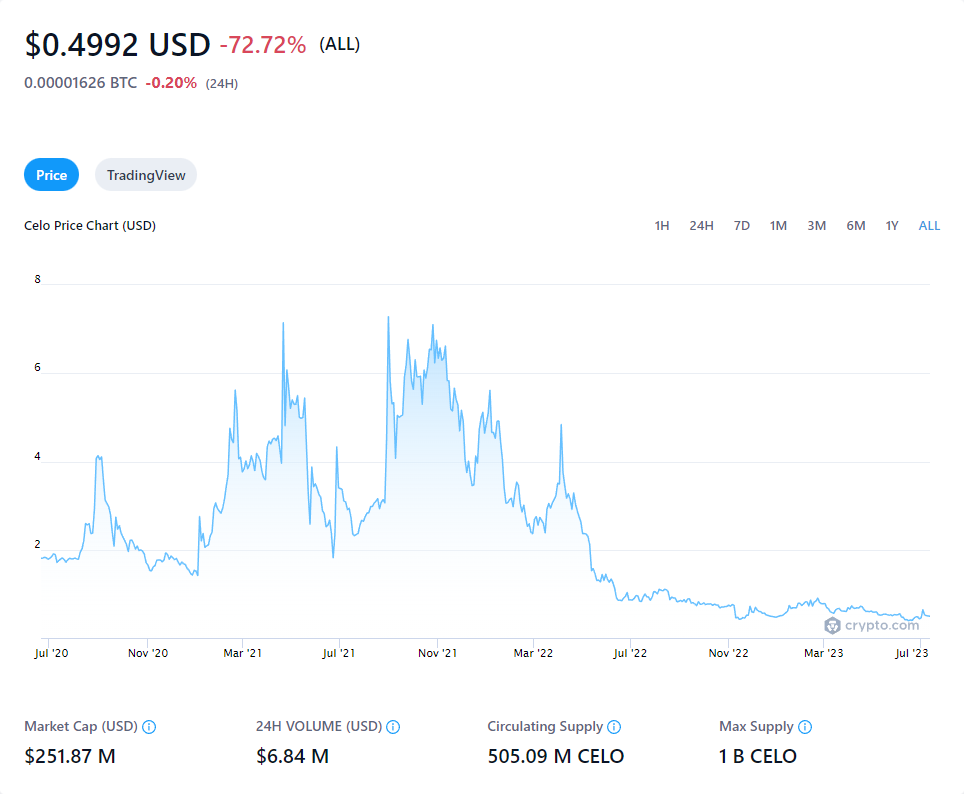 $0.4992 USD -72.72% (ALL)
0.00001626 BTC -0.20% (24H)
Price TradingView
Celo Price Chart (USD) 1H 24H 7D 1M 3M 6M 1Y ALL
8
6
4
2
crypto.com
Jul '20 Nov '20 Mar '21 Jul '21 Nov '21 Mar '22 Jul '22 Nov '22 Mar '23 Jul '23
Market Cap (USD) 24H VOLUME (USD) Circulating Supply Max Supply
$251.87 M $6.84 M 505.09 M CELO 1 B CELO